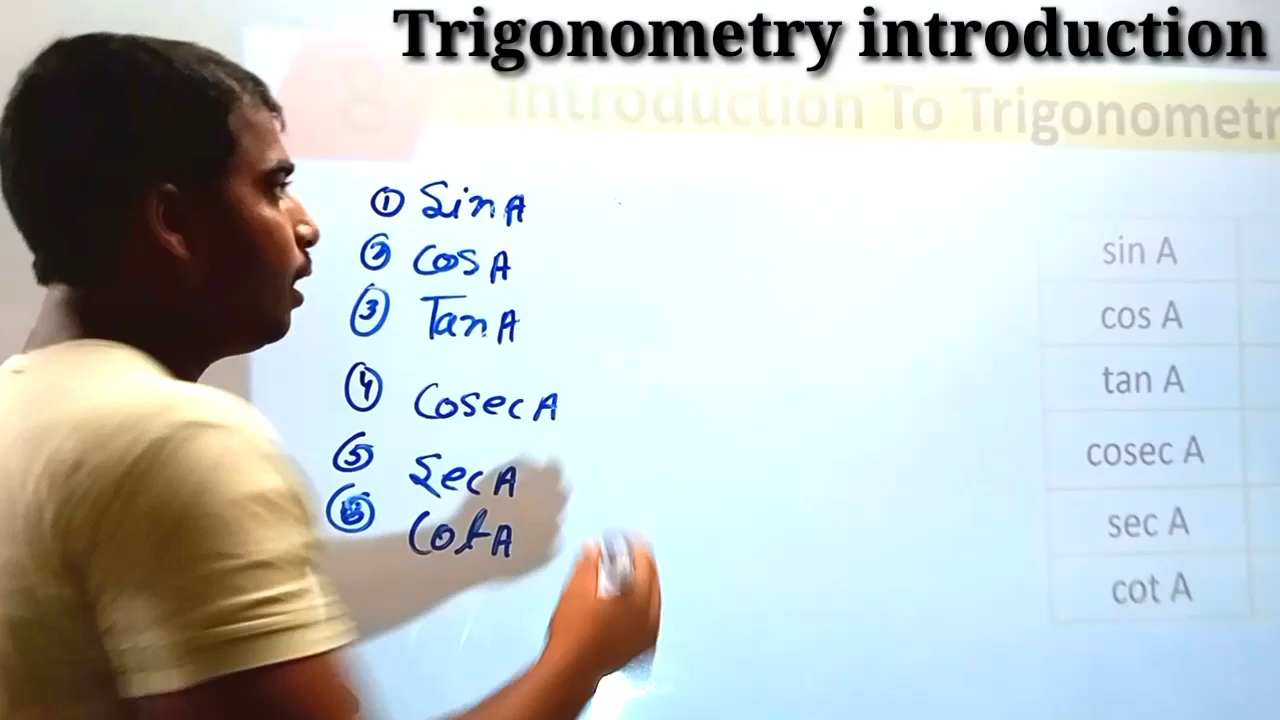 Trigonometry introduction
8 Introduction To Trigonometr
① Sin A
② Cos A
③ Tan A
④ Cosec A
⑤ Sec A
⑥ Cot A
sin A
cos A
tan A
cosec A
sec A
cot A